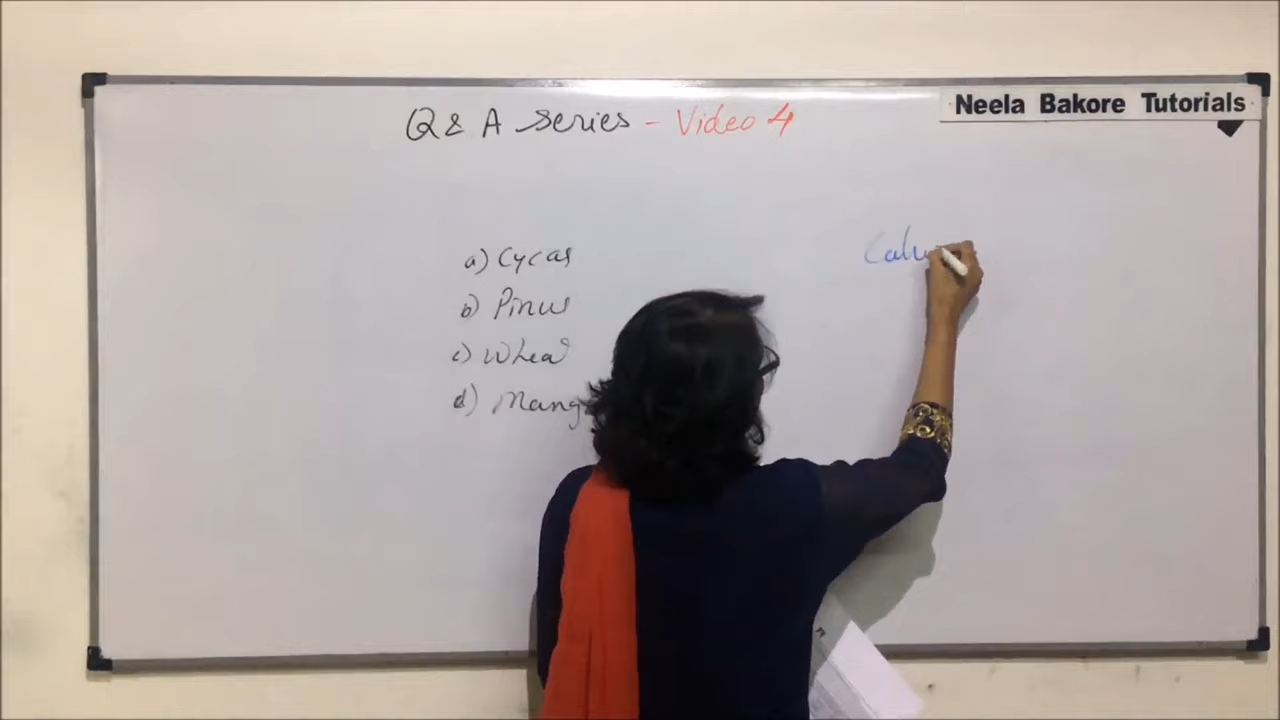 Neela Bakore Tutorials
Q & A Series - Video 4
a) Cycas
b) Pinus
c) Wheat
d) Mang